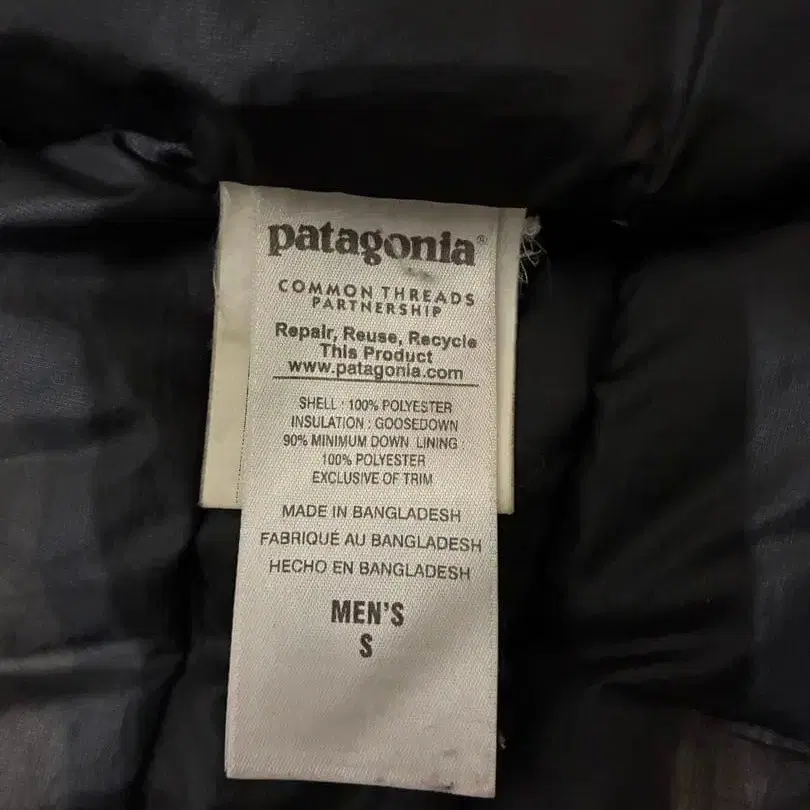 patagonia®
COMMON THREADS
PARTNERSHIP
Repair, Reuse, Recycle
This Product
www.patagonia.com
SHELL : 100% POLYESTER
INSULATION : GOOSEDOWN
90% MINIMUM DOWN LINING :
100% POLYESTER
EXCLUSIVE OF TRIM
MADE IN BANGLADESH
FABRIQUÉ AU BANGLADESH
HECHO EN BANGLADESH
MEN'S
S